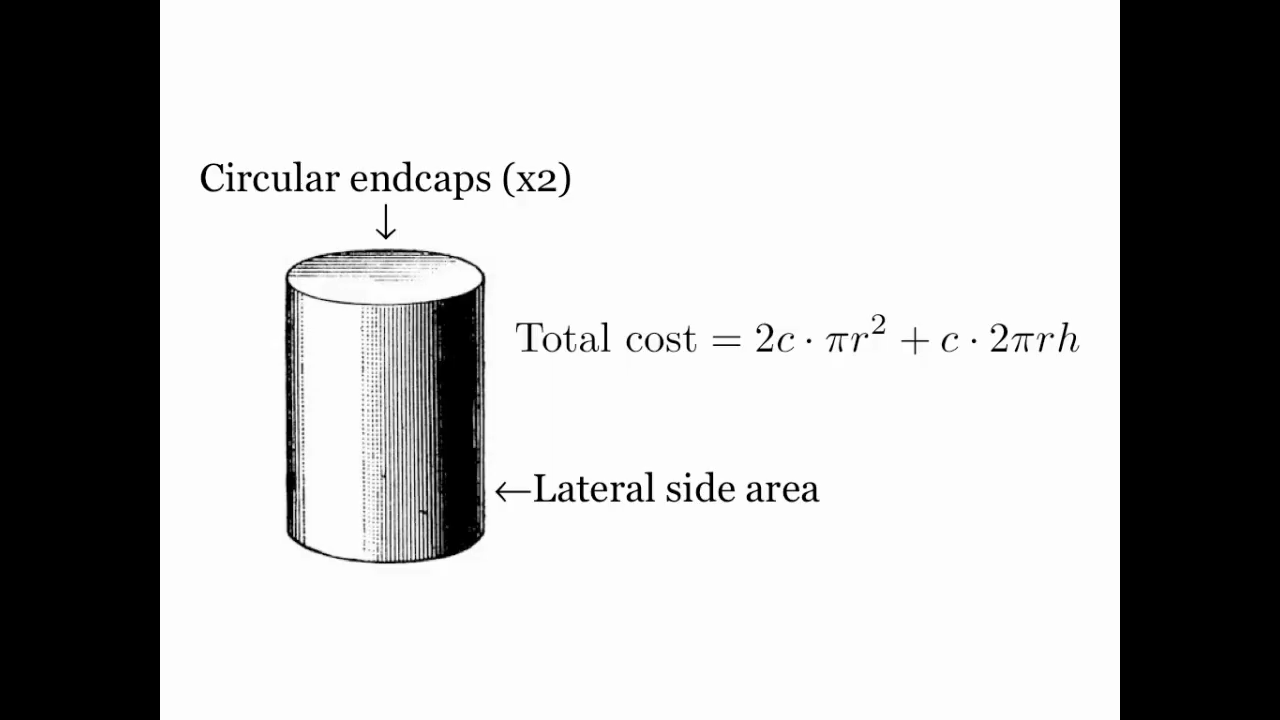 Circular endcaps (x2)
↓
Total cost = 2c · πr² + c · 2πrh
←Lateral side area